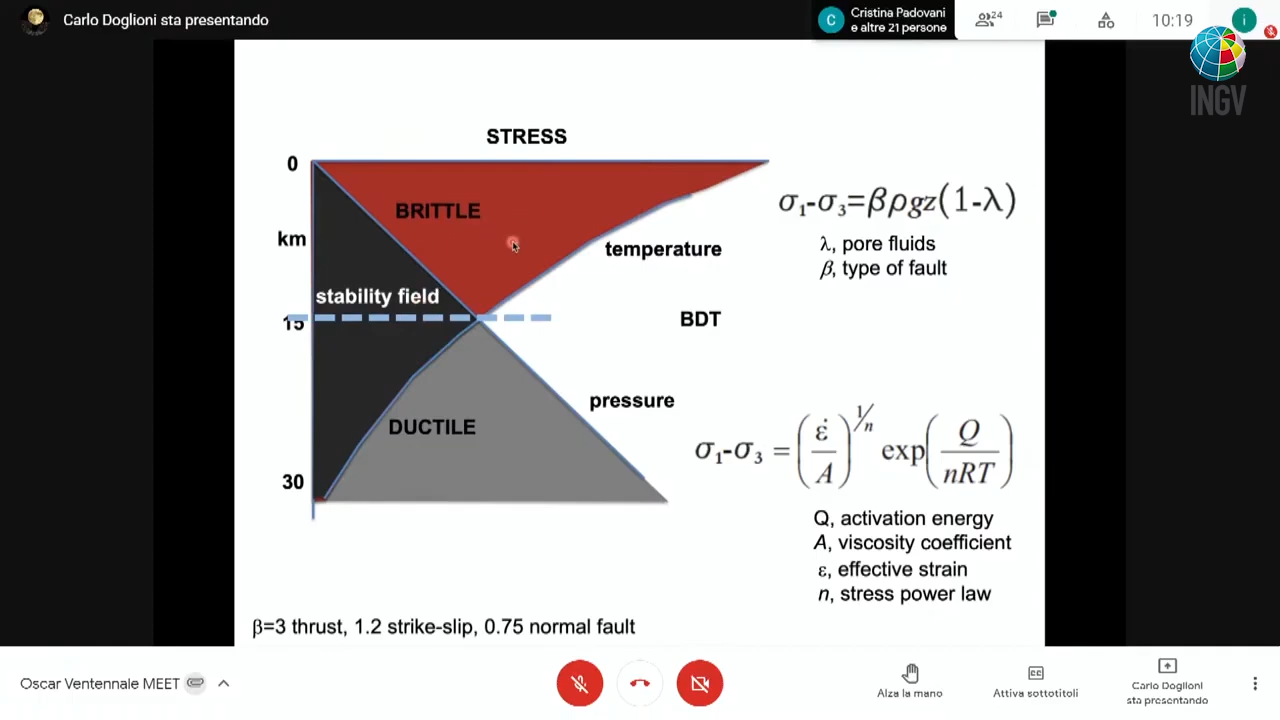 Carlo Doglioni sta presentando
C
Cristina Padovani
e altre 21 persone
24
10:19
i
INGV
STRESS
0
BRITTLE
σ₁-σ₃=βρgz(1-λ)
km
temperature
λ, pore fluids
β, type of fault
stability field
15
BDT
pressure
DUCTILE
σ₁-σ₃ = (ε̇/A)^1/n exp(Q/nRT)
30
Q, activation energy
A, viscosity coefficient
ε, effective strain
n, stress power law
β=3 thrust, 1.2 strike-slip, 0.75 normal fault
Oscar Ventennale MEET
Alza la mano
CC
Attiva sottotitoli
Carlo Doglioni
sta presentando